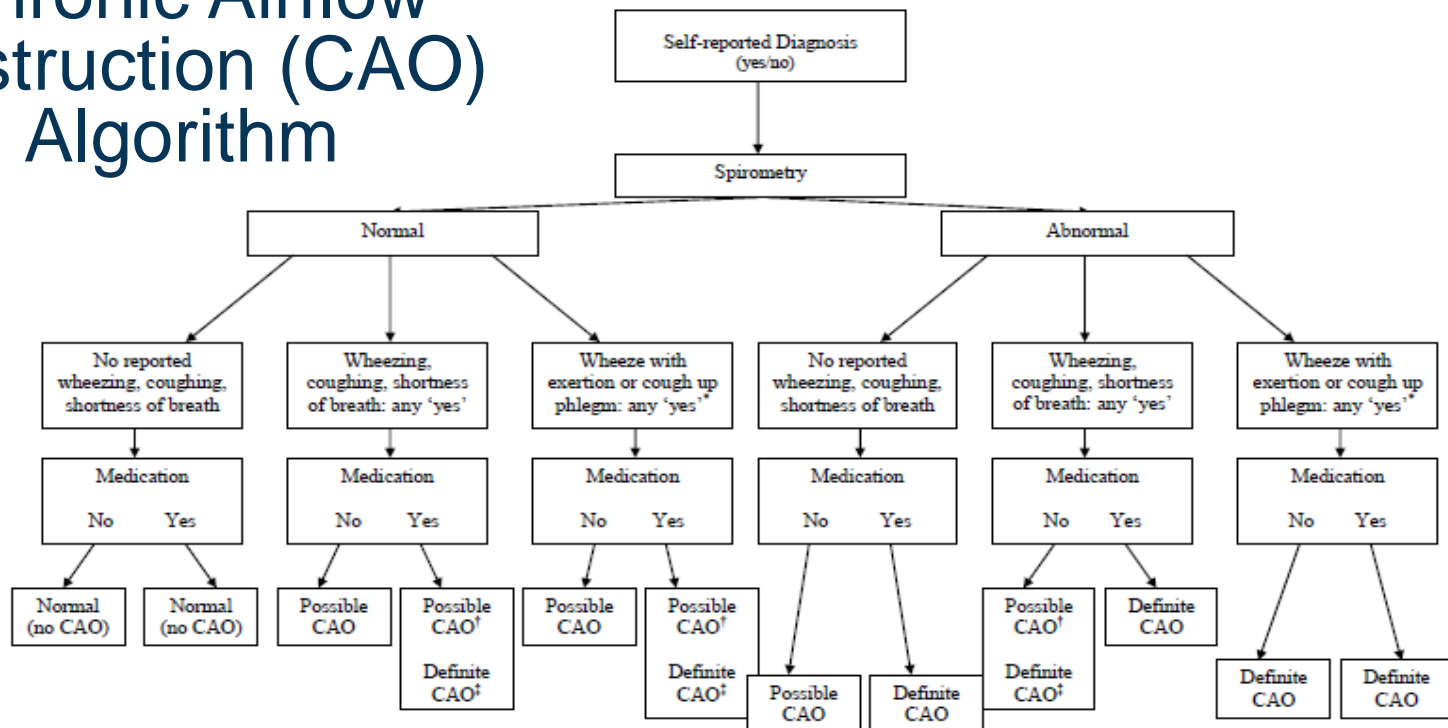 hronic Airflow
struction (CAO)
Algorithm
Self-reported Diagnosis
(yes/no)
Spirometry
Normal
Abnormal
No reported
wheezing, coughing,
shortness of breath
Wheezing,
coughing, shortness
of breath: any ‘yes’
Wheeze with
exertion or cough up
phlegm: any ‘yes’*
No reported
wheezing, coughing,
shortness of breath
Wheezing,
coughing, shortness
of breath: any ‘yes’
Wheeze with
exertion or cough up
phlegm: any ‘yes’*
Medication
No Yes
Medication
No Yes
Medication
No Yes
Medication
No Yes
Medication
No Yes
Medication
No Yes
Normal
(no CAO)
Normal
(no CAO)
Possible
CAO
Possible
CAO†
Definite
CAO‡
Possible
CAO
Possible
CAO†
Definite
CAO‡
Possible
CAO
Definite
CAO
Possible
CAO†
Definite
CAO‡
Definite
CAO
Definite
CAO
Definite
CAO